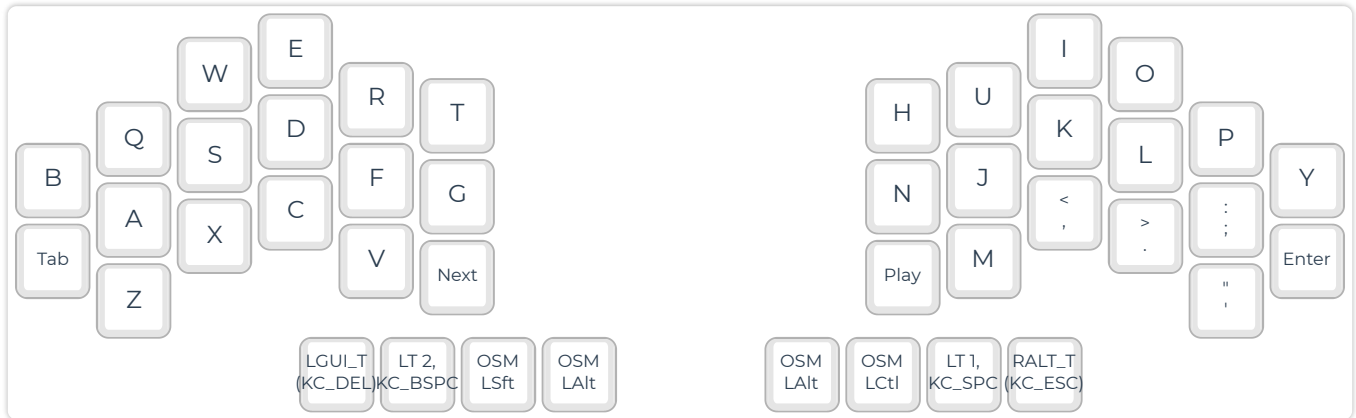 E
I
W
O
R
U
T
H
Q
P
D
K
S
L
B
Y
F
J
G
N
A
C
<
,
:
;
X
>
.
Tab
Enter
V
M
Next
Play
Z
"
'
LGUI_T
(KC_DEL)
LT 2,
KC_BSPC
OSM
LSft
OSM
LAlt
OSM
LAlt
OSM
LCtl
LT 1,
KC_SPC
RALT_T
(KC_ESC)